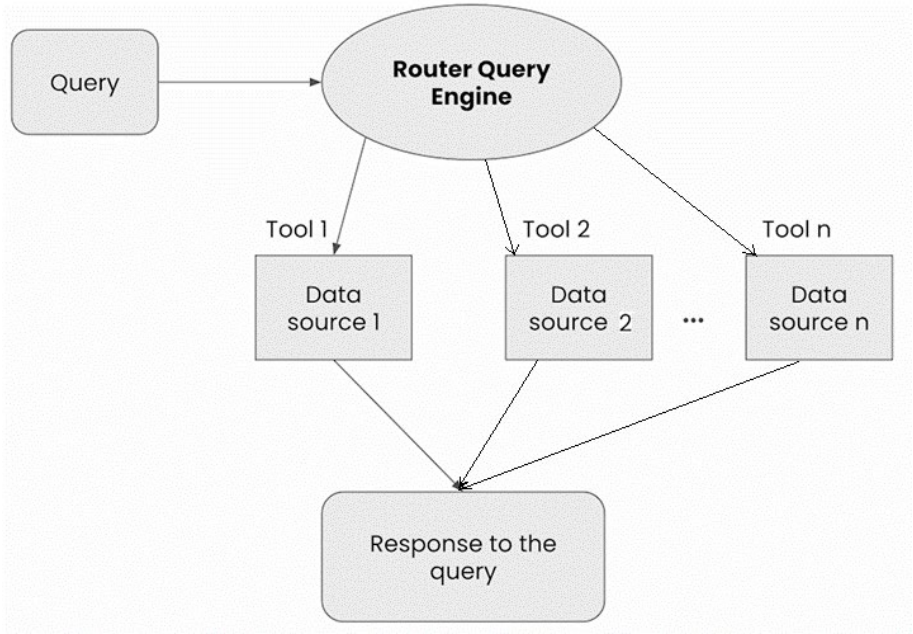 Query
Router Query
Engine
Tool 1
Tool 2
Tool n
Data
source 1
Data
source 2
...
Data
source n
Response to the
query